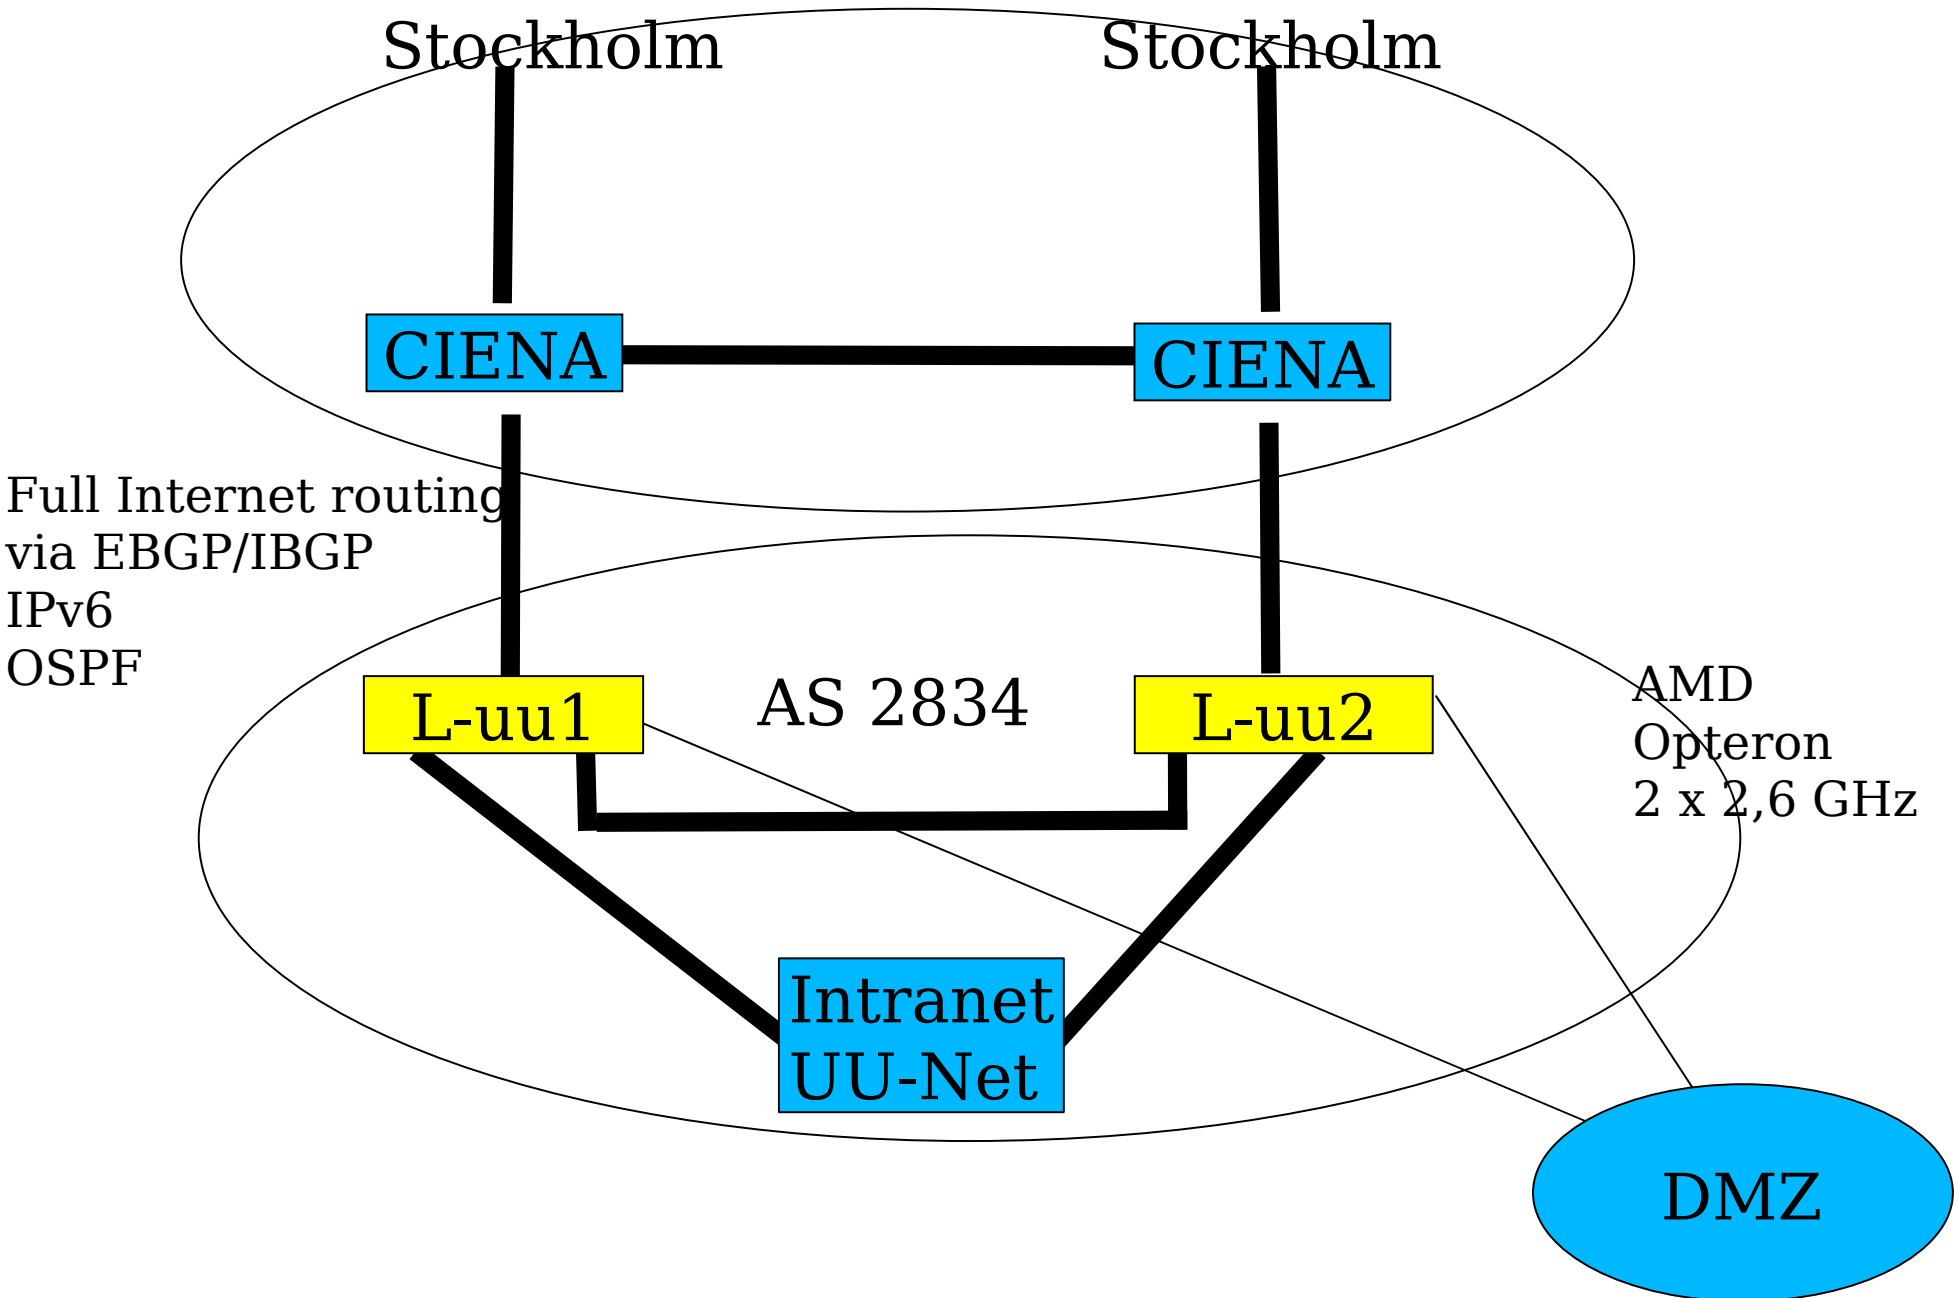 Stockholm
Stockholm
CIENA
CIENA
Full Internet routing
via EBGP/IBGP
IPv6
OSPF
L-uu1
AS 2834
L-uu2
AMD
Opteron
2 x 2,6 GHz
Intranet
UU-Net
DMZ